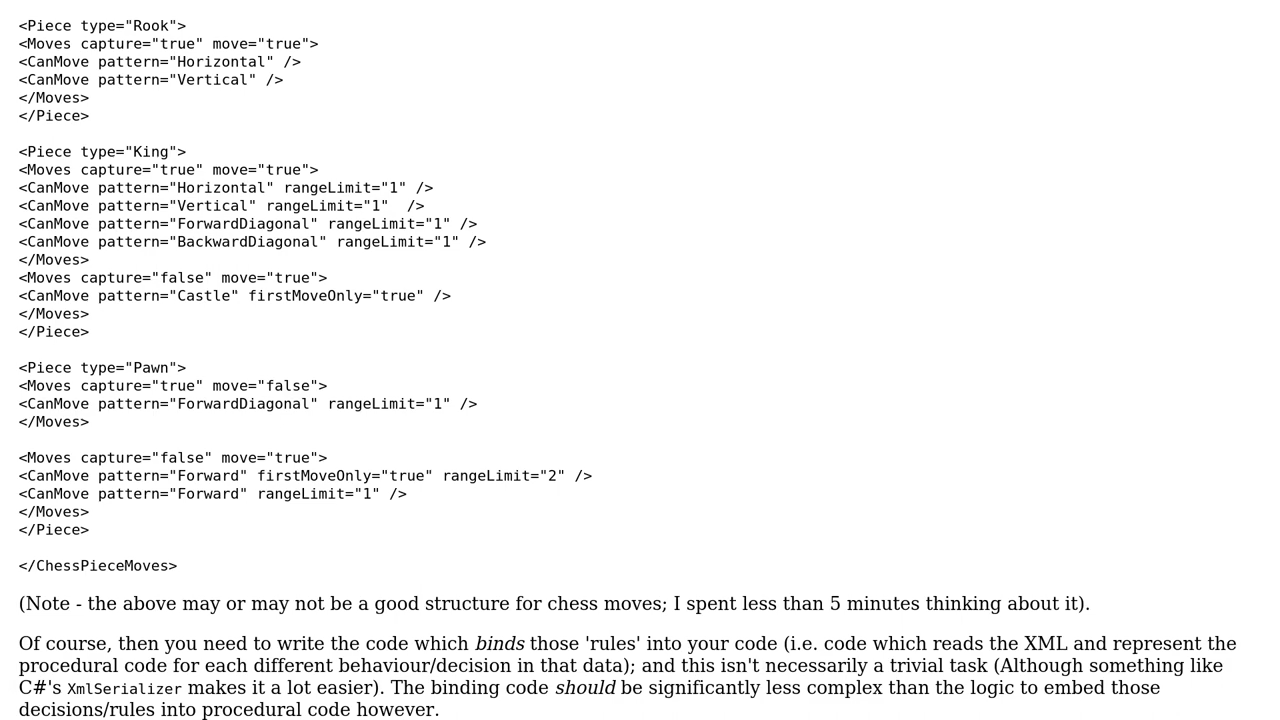 <Piece type="Rook">
<Moves capture="true" move="true">
<CanMove pattern="Horizontal" />
<CanMove pattern="Vertical" />
</Moves>
</Piece>

<Piece type="King">
<Moves capture="true" move="true">
<CanMove pattern="Horizontal" rangeLimit="1" />
<CanMove pattern="Vertical" rangeLimit="1"  />
<CanMove pattern="ForwardDiagonal" rangeLimit="1" />
<CanMove pattern="BackwardDiagonal" rangeLimit="1" />
</Moves>
<Moves capture="false" move="true">
<CanMove pattern="Castle" firstMoveOnly="true" />
</Moves>
</Piece>

<Piece type="Pawn">
<Moves capture="true" move="false">
<CanMove pattern="ForwardDiagonal" rangeLimit="1" />
</Moves>

<Moves capture="false" move="true">
<CanMove pattern="Forward" firstMoveOnly="true" rangeLimit="2" />
<CanMove pattern="Forward" rangeLimit="1" />
</Moves>
</Piece>

</ChessPieceMoves>

(Note - the above may or may not be a good structure for chess moves; I spent less than 5 minutes thinking about it).

Of course, then you need to write the code which binds those 'rules' into your code (i.e. code which reads the XML and represent the
procedural code for each different behaviour/decision in that data); and this isn't necessarily a trivial task (Although something like
C#'s XmlSerializer makes it a lot easier). The binding code should be significantly less complex than the logic to embed those
decisions/rules into procedural code however.